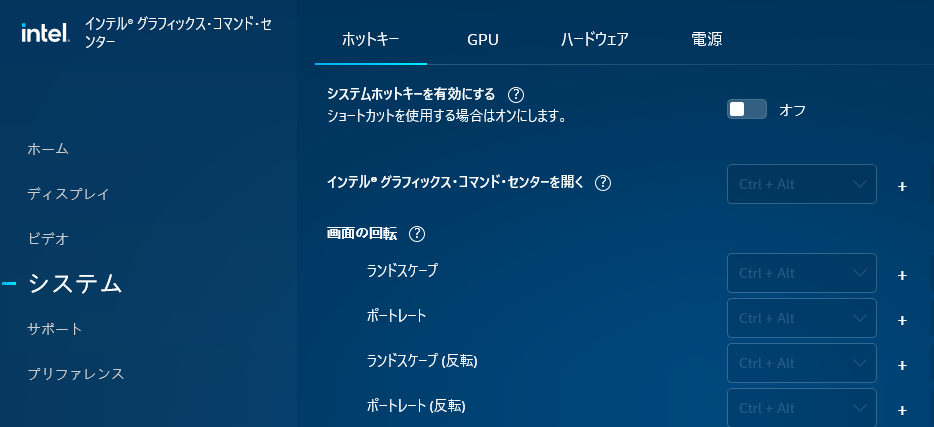 intel.
インテル® グラフィックス・コマンド・セ
ンター
ホーム
ディスプレイ
ビデオ
システム
サポート
プリファレンス
ホットキー GPU ハードウェア 電源
システムホットキーを有効にする ?
ショートカットを使用する場合はオンにします。
オフ
インテル® グラフィックス・コマンド・センターを開く ? Ctrl + Alt +
画面の回転 ?
ランドスケープ Ctrl + Alt +
ポートレート Ctrl + Alt +
ランドスケープ (反転) Ctrl + Alt +
ポートレート (反転) Ctrl + Alt +